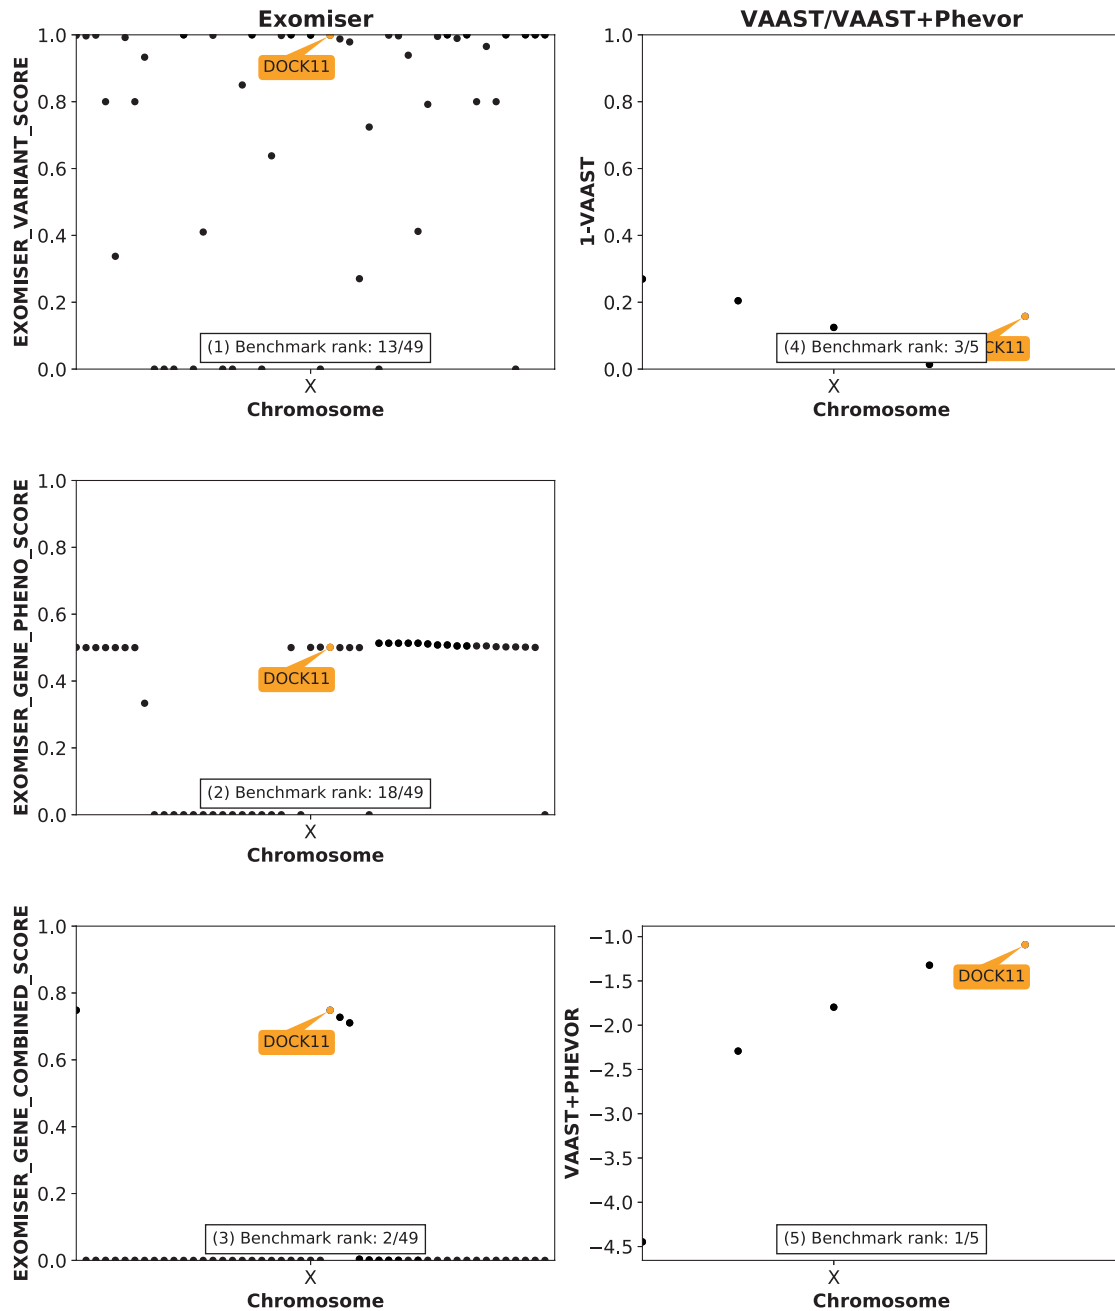 Exomiser
EXOMISER_VARIANT_SCORE
1.0
0.8
0.6
0.4
0.2
0.0
DOCK11
(1) Benchmark rank: 13/49
X
Chromosome
VAAST/VAAST+Phevor
1-VAAST
1.0
0.8
0.6
0.4
0.2
0.0
(4) Benchmark rank: 3/5
CK11
X
Chromosome
EXOMISER_GENE_PHENO_SCORE
1.0
0.8
0.6
0.4
0.2
0.0
DOCK11
(2) Benchmark rank: 18/49
X
Chromosome
EXOMISER_GENE_COMBINED_SCORE
1.0
0.8
0.6
0.4
0.2
0.0
DOCK11
(3) Benchmark rank: 2/49
X
Chromosome
VAAST+PHEVOR
−1.0
−1.5
−2.0
−2.5
−3.0
−3.5
−4.0
−4.5
DOCK11
(5) Benchmark rank: 1/5
X
Chromosome